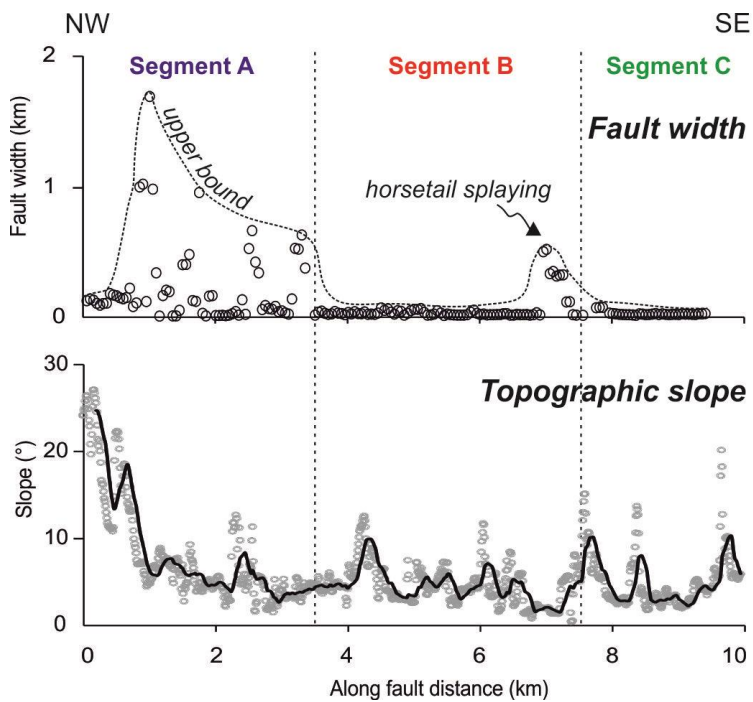 NW SE
Segment A Segment B Segment C
Fault width
upper bound
horsetail splaying
Fault width (km)
2
1
0
Topographic slope
Slope (°)
30
20
10
0
0 2 4 6 8 10
Along fault distance (km)